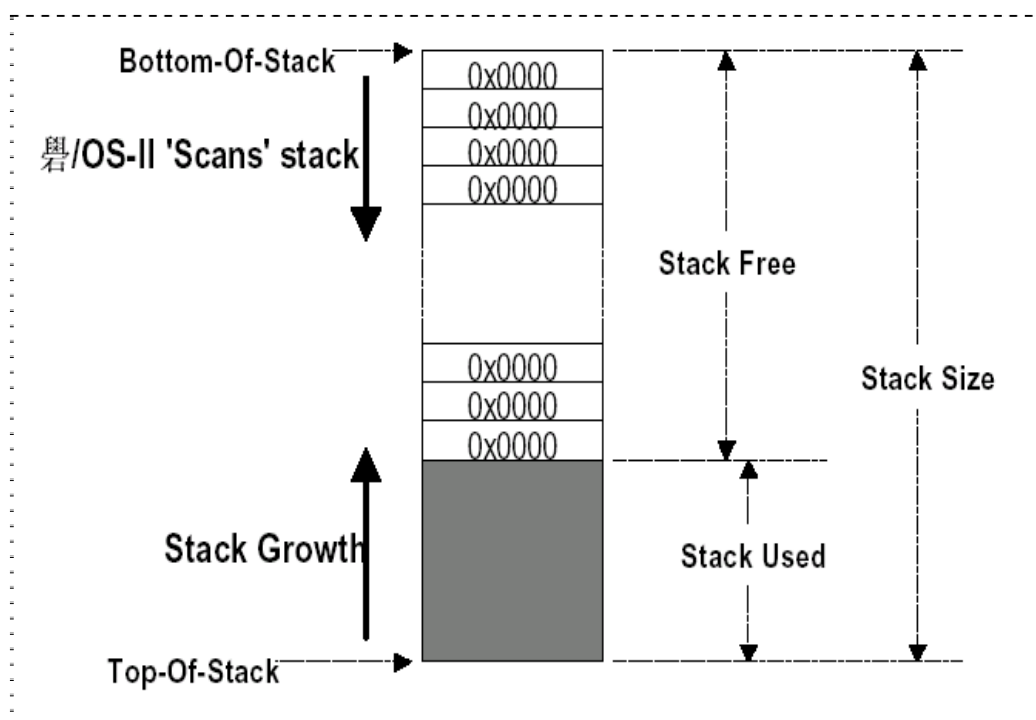 Bottom-Of-Stack
0x0000
0x0000
礐/OS-II 'Scans' stack
0x0000
0x0000
Stack Free
0x0000
Stack Size
0x0000
0x0000
Stack Growth
Stack Used
Top-Of-Stack